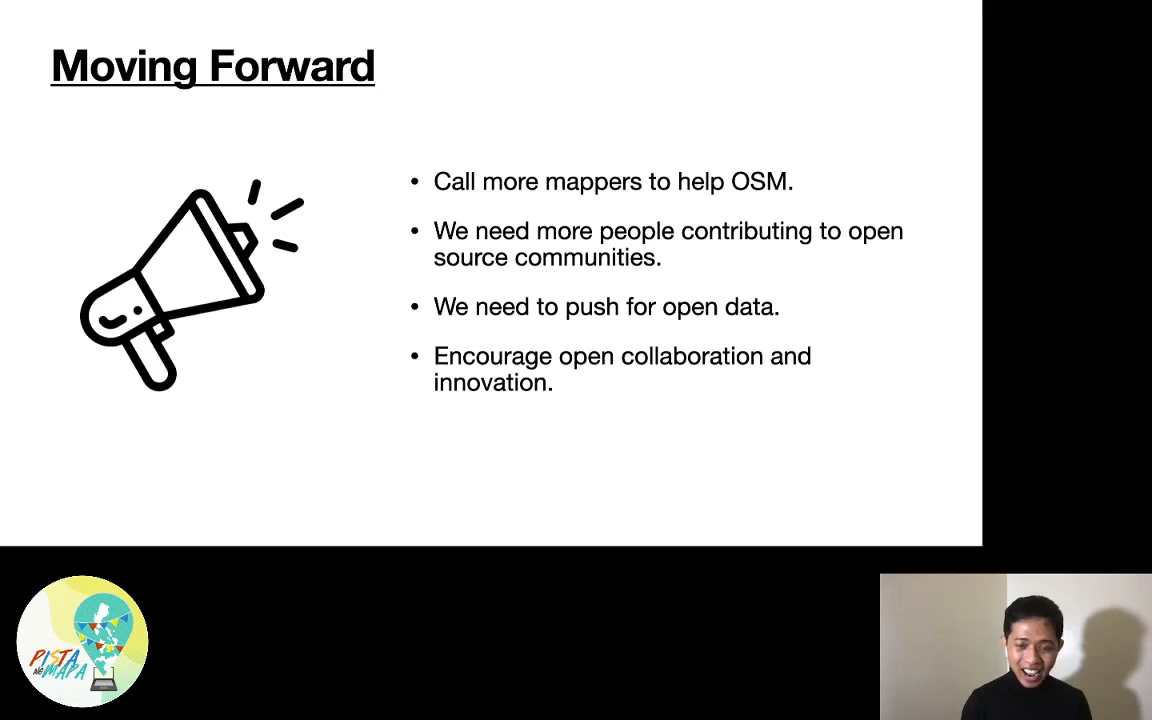 Moving Forward
• Call more mappers to help OSM.
• We need more people contributing to open
source communities.
• We need to push for open data.
• Encourage open collaboration and
innovation.
PISTA
NG MAPA